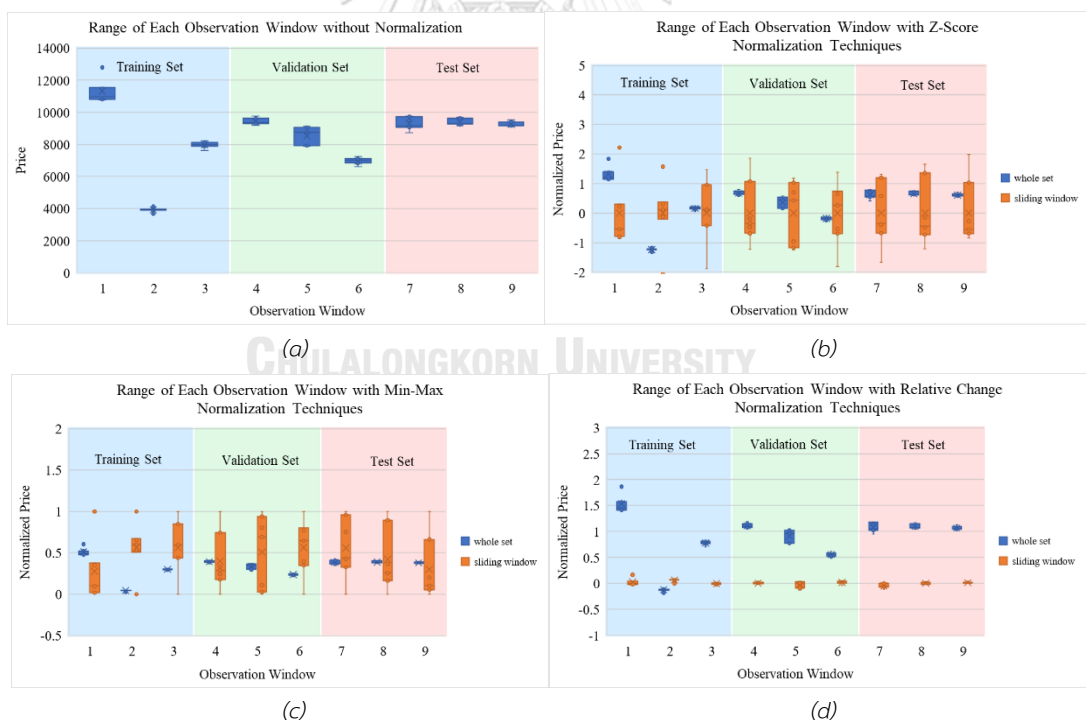 Range of Each Observation Window without Normalization
14000
12000
10000
8000
6000
4000
2000
0
Price
Training Set
Validation Set
Test Set
1 2 3 4 5 6 7 8 9
Observation Window
(a)
Range of Each Observation Window with Z-Score
Normalization Techniques
5
4
3
2
1
0
-1
-2
Normalized Price
Training Set
Validation Set
Test Set
whole set
sliding window
1 2 3 4 5 6 7 8 9
Observation Window
(b)
CHULALONGKORN UNIVERSITY
Range of Each Observation Window with Min-Max
Normalization Techniques
2
1.5
1
0.5
0
-0.5
Normalized Price
Training Set
Validation Set
Test Set
whole set
sliding window
1 2 3 4 5 6 7 8 9
Observation Window
(c)
Range of Each Observation Window with Relative Change
Normalization Techniques
3
2.5
2
1.5
1
0.5
0
-0.5
-1
Normalized Price
Training Set
Validation Set
Test Set
whole set
sliding window
1 2 3 4 5 6 7 8 9
Observation Window
(d)